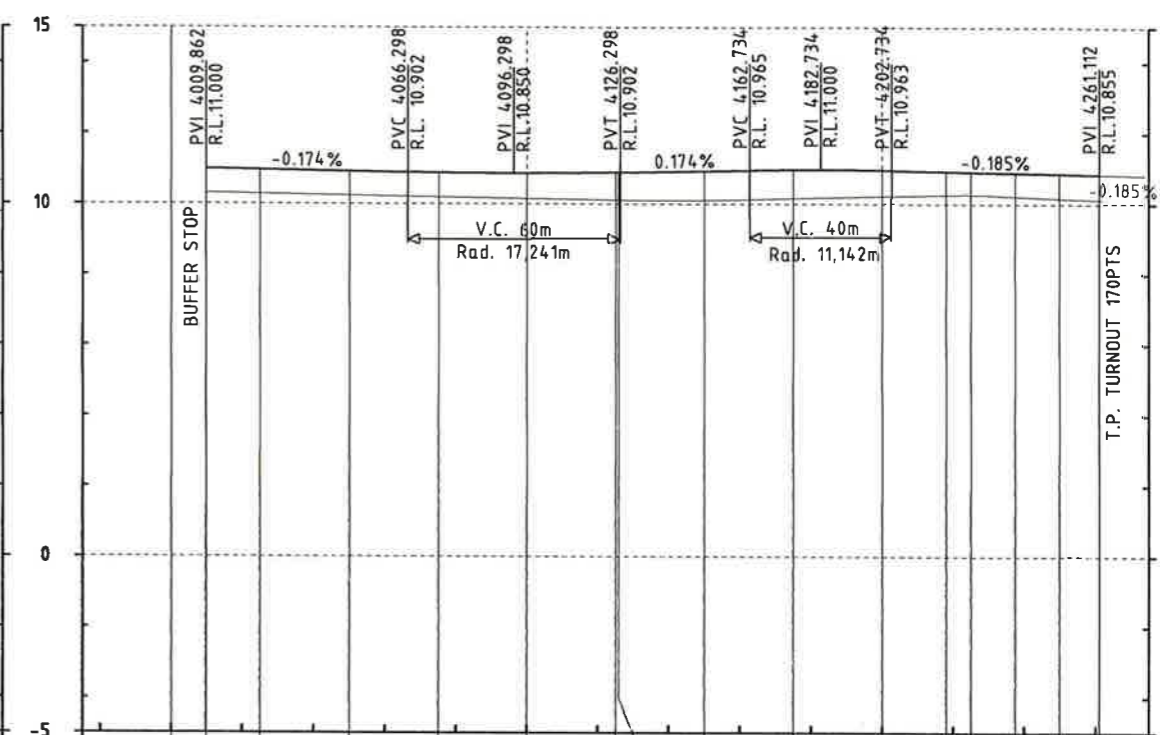 15
10
0
-5
PVI 4009.862
R.L.11.000
PVC 4066.298
R.L. 10.902
PVI 4096.298
R.L.10.850
PVT 4126.298
R.L.10.902
PVC 4162.734
R.L. 10.965
PVI 4182.734
R.L.11.000
PVT 4202.734
R.L.10.963
PVI 4261.112
R.L.10.855
-0.174%
0.174%
-0.185%
-0.185%
V.C. 60m
Rad. 17,241m
V.C. 40m
Rad. 11,142m
BUFFER STOP
T.P. TURNOUT 170PTS